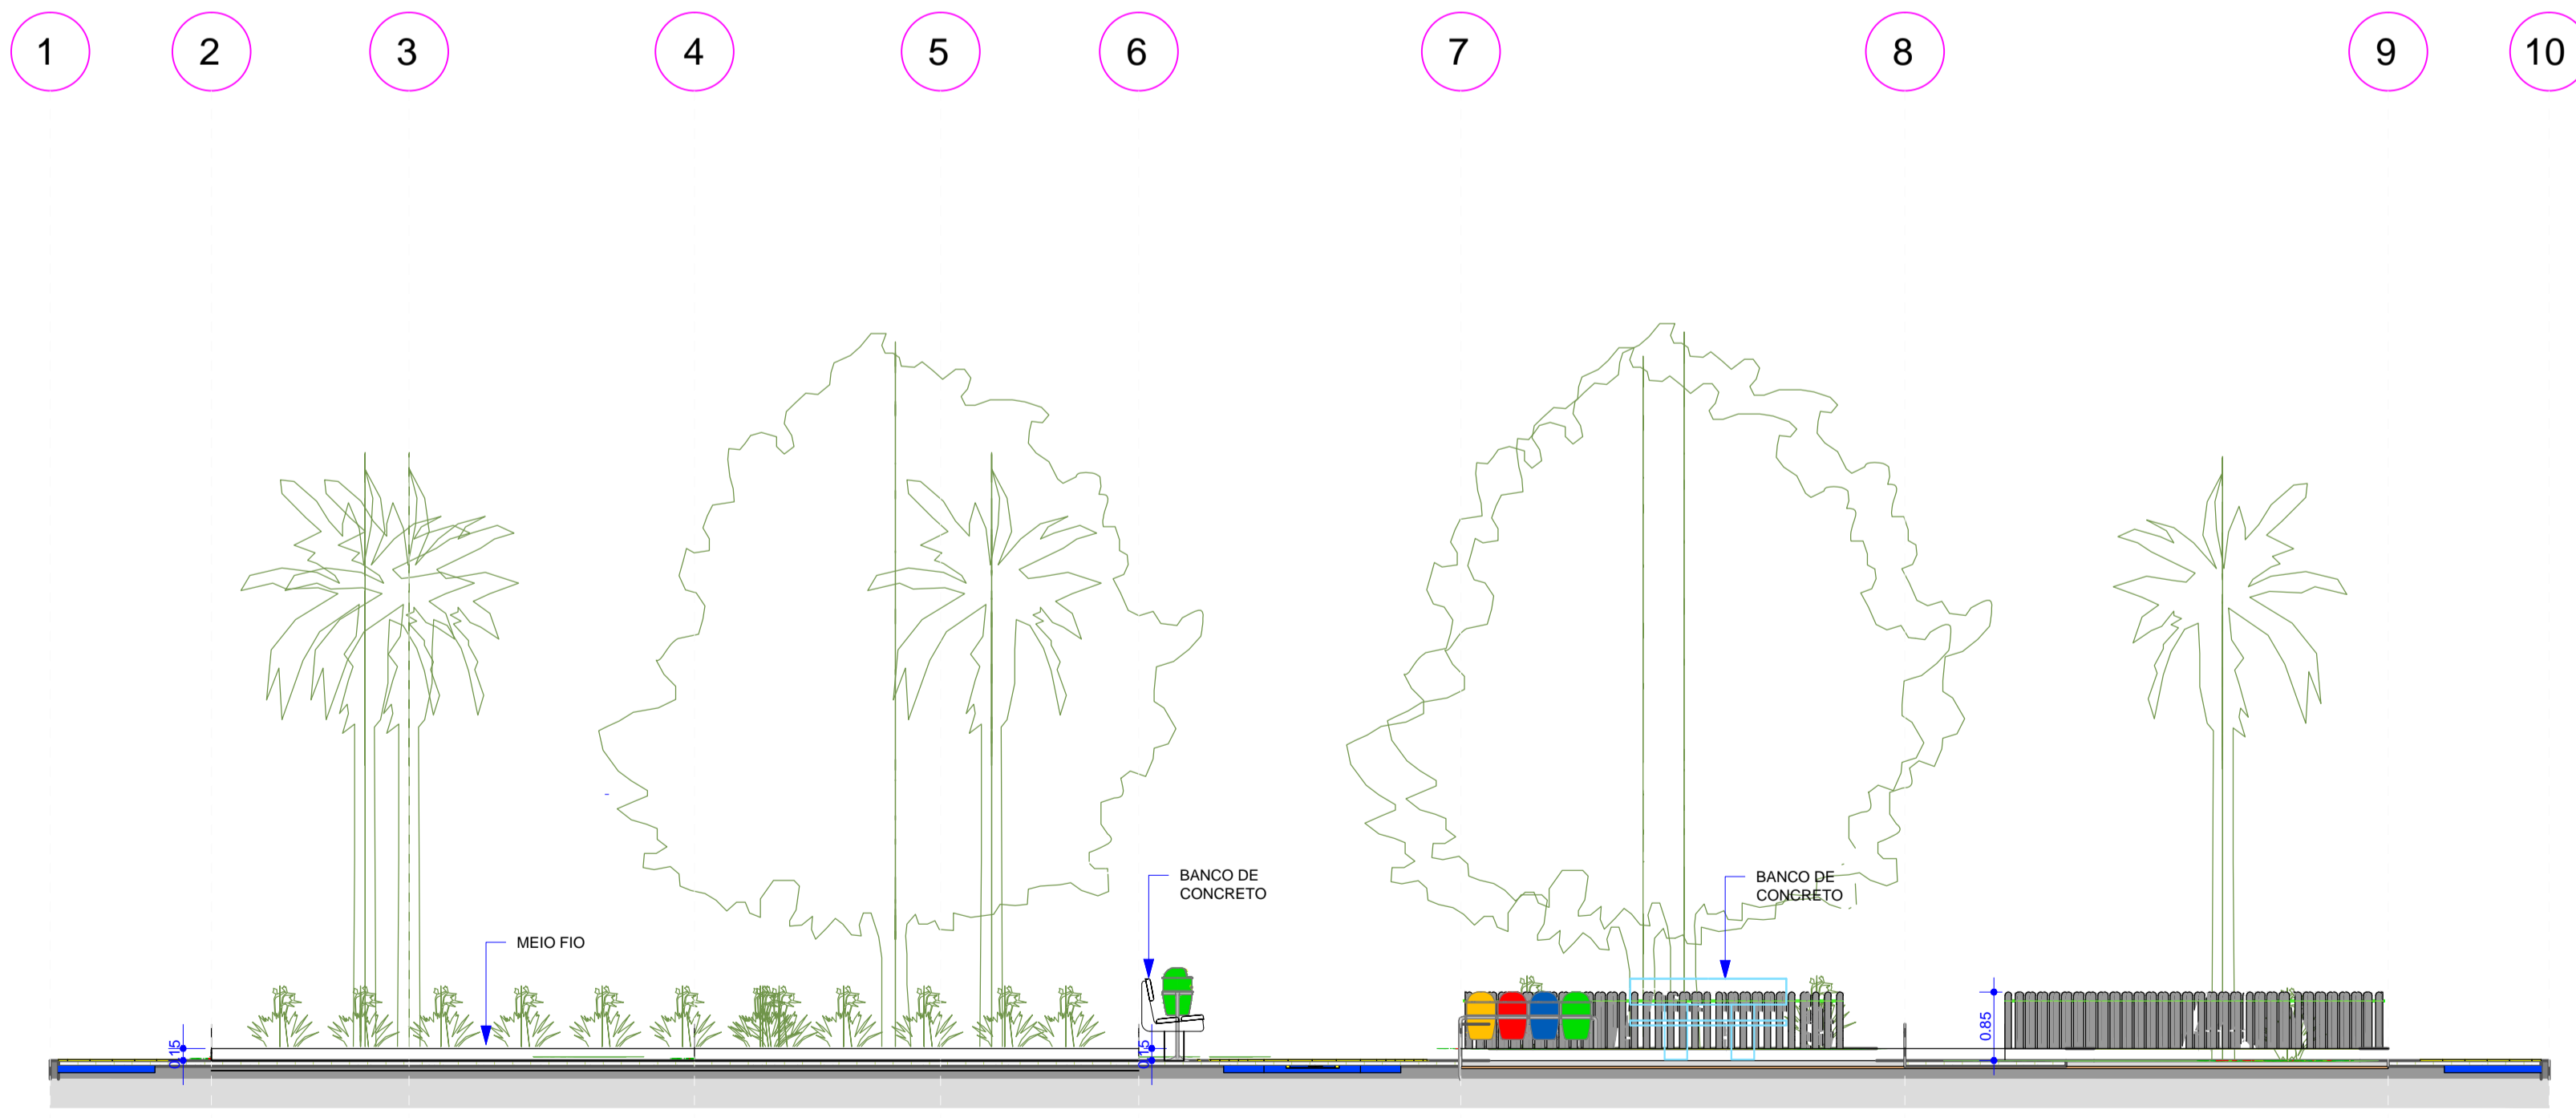 1 2 3 4 5 6 7 8 9 10
BANCO DE
CONCRETO
BANCO DE
CONCRETO
MEIO FIO
0.15
0.15
0.85